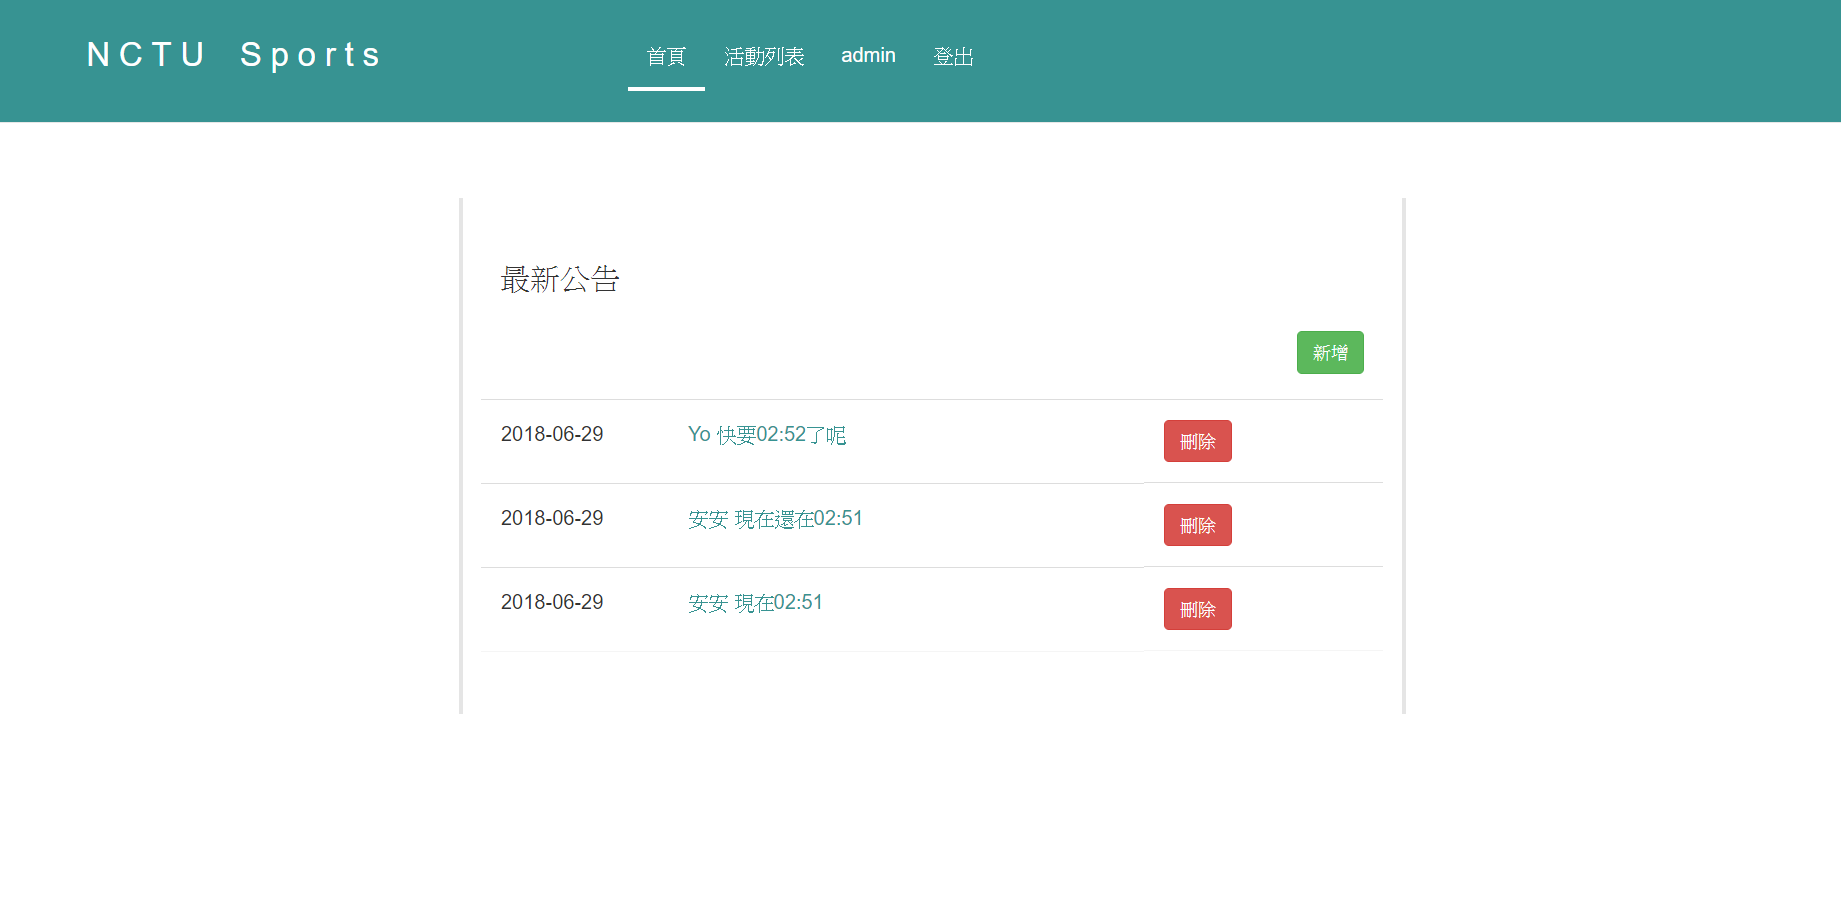 NCTU Sports 首頁 活動列表 admin 登出
最新公告
新增
2018-06-29 Yo 快要02:52了呢 刪除
2018-06-29 安安 現在還在02:51 刪除
2018-06-29 安安 現在02:51 刪除